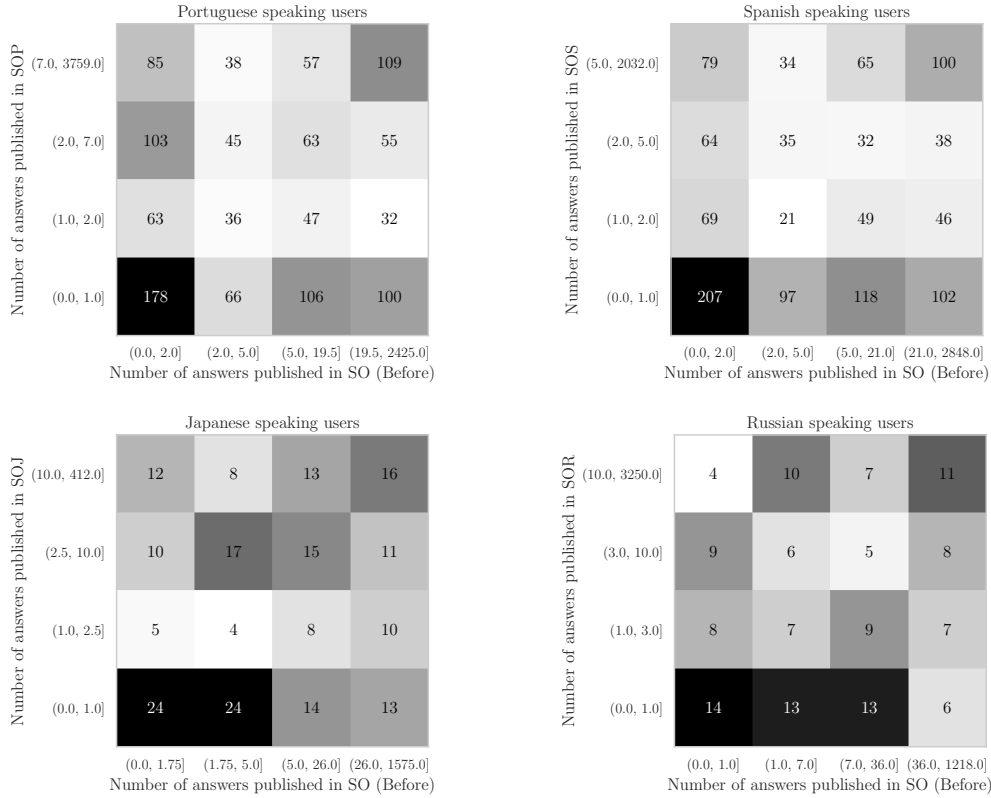 Portuguese speaking users
Number of answers published in SOP
(7.0, 3759.0] 85 38 57 109
(2.0, 7.0] 103 45 63 55
(1.0, 2.0] 63 36 47 32
(0.0, 1.0] 178 66 106 100
(0.0, 2.0] (2.0, 5.0] (5.0, 19.5] (19.5, 2425.0]
Number of answers published in SO (Before)
Spanish speaking users
Number of answers published in SOS
(5.0, 2032.0] 79 34 65 100
(2.0, 5.0] 64 35 32 38
(1.0, 2.0] 69 21 49 46
(0.0, 1.0] 207 97 118 102
(0.0, 2.0] (2.0, 5.0] (5.0, 21.0] (21.0, 2848.0]
Number of answers published in SO (Before)
Japanese speaking users
Number of answers published in SOJ
(10.0, 412.0] 12 8 13 16
(2.5, 10.0] 10 17 15 11
(1.0, 2.5] 5 4 8 10
(0.0, 1.0] 24 24 14 13
(0.0, 1.75] (1.75, 5.0] (5.0, 26.0] (26.0, 1575.0]
Number of answers published in SO (Before)
Russian speaking users
Number of answers published in SOR
(10.0, 3250.0] 4 10 7 11
(3.0, 10.0] 9 6 5 8
(1.0, 3.0] 8 7 9 7
(0.0, 1.0] 14 13 13 6
(0.0, 1.0] (1.0, 7.0] (7.0, 36.0] (36.0, 1218.0]
Number of answers published in SO (Before)